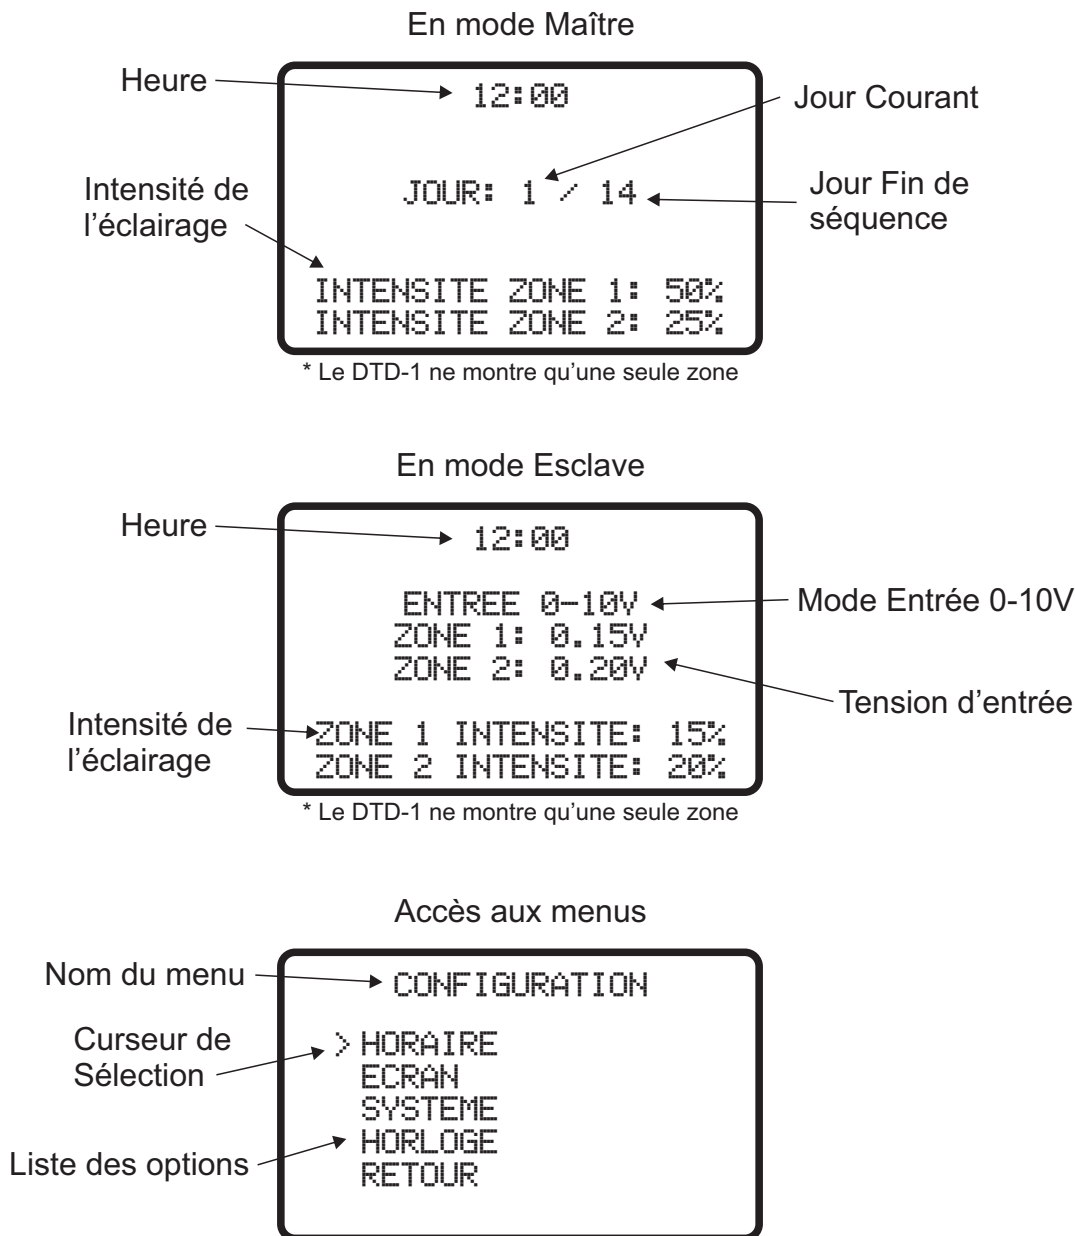 En mode Maître
Heure
12:00
Jour Courant
Intensité de
l'éclairage
JOUR: 1 / 14
Jour Fin de
séquence
INTENSITE ZONE 1: 50%
INTENSITE ZONE 2: 25%
* Le DTD-1 ne montre qu'une seule zone
En mode Esclave
Heure
12:00
ENTREE 0-10V
Mode Entrée 0-10V
ZONE 1: 0.15V
ZONE 2: 0.20V
Tension d'entrée
Intensité de
l'éclairage
ZONE 1 INTENSITE: 15%
ZONE 2 INTENSITE: 20%
* Le DTD-1 ne montre qu'une seule zone
Accès aux menus
Nom du menu
CONFIGURATION
Curseur de
Sélection
> HORAIRE
ECRAN
SYSTEME
HORLOGE
RETOUR
Liste des options